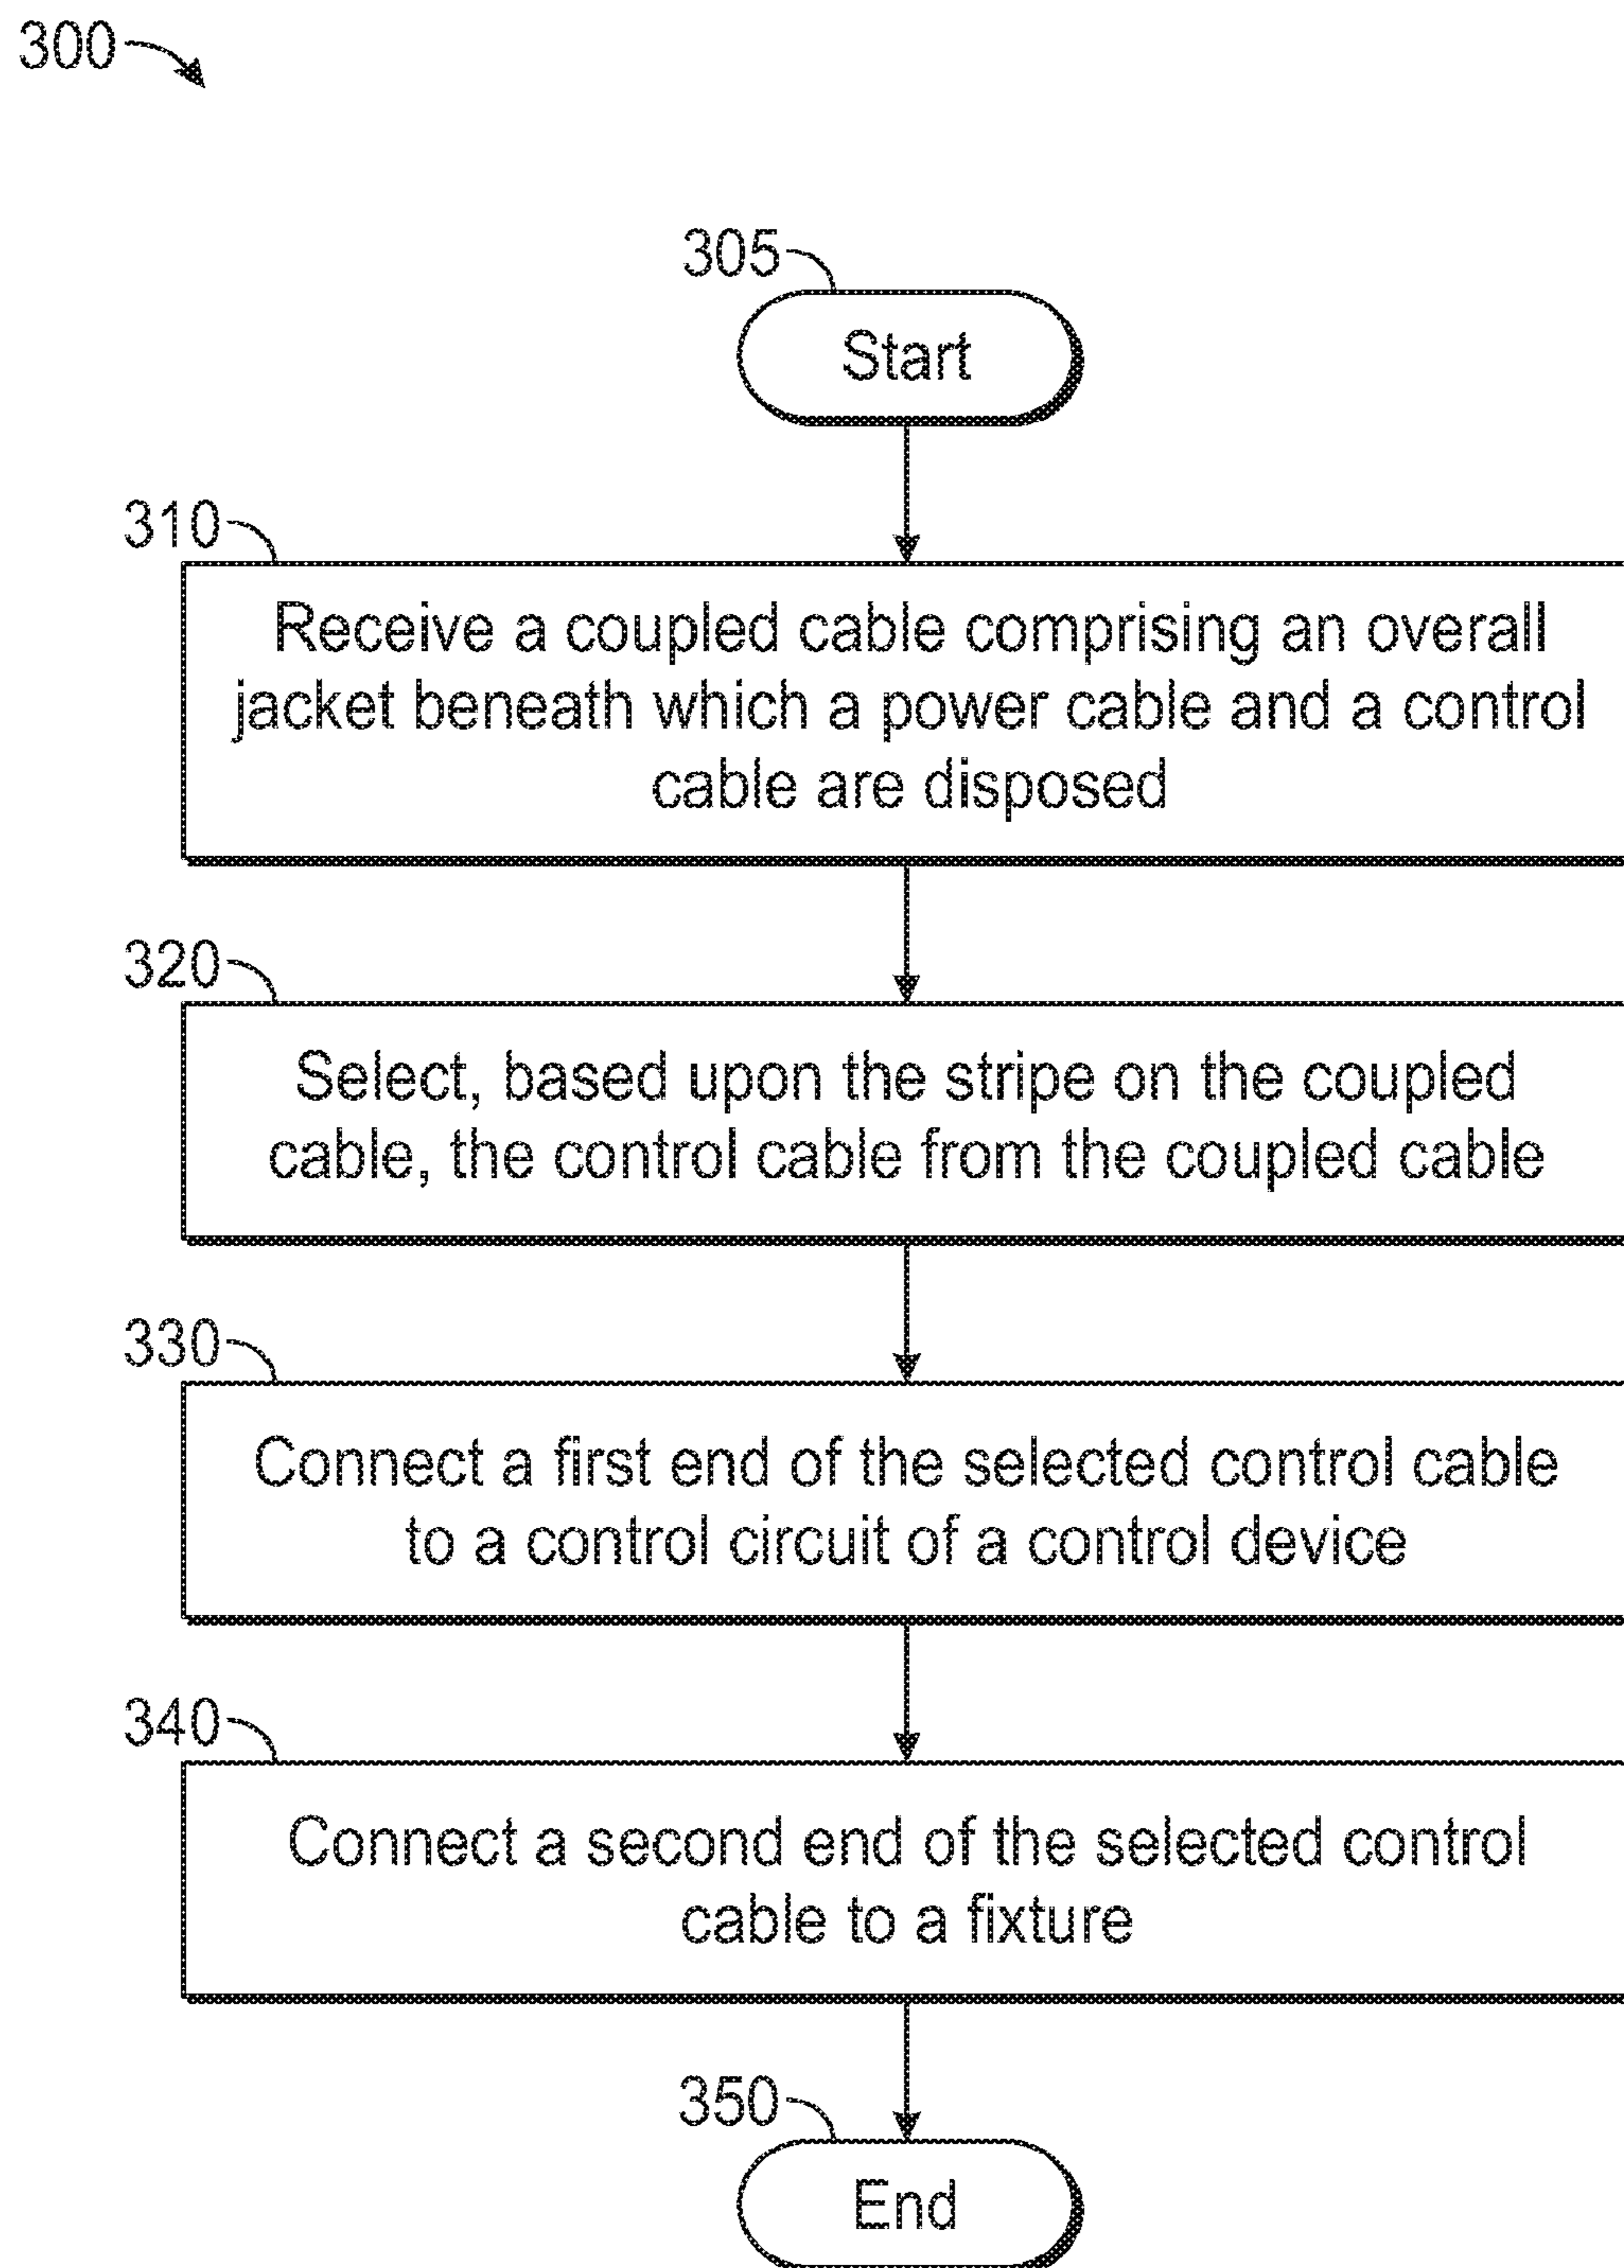 300
305
Start
310
Receive a coupled cable comprising an overall
jacket beneath which a power cable and a control
cable are disposed
320
Select, based upon the stripe on the coupled
cable, the control cable from the coupled cable
330
Connect a first end of the selected control cable
to a control circuit of a control device
340
Connect a second end of the selected control
cable to a fixture
350
End